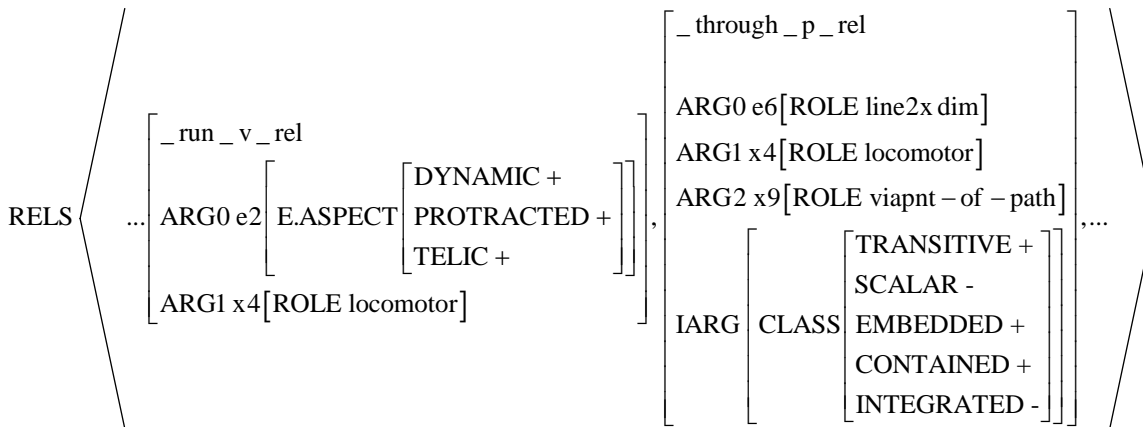 _ through _ p _ rel
_ run _ v _ rel
ARG0 e6[ROLE line2x dim]
DYNAMIC +
ARG1 x4[ROLE locomotor]
ARG2 x9[ROLE viapnt – of – path]
RELS ... ARG0 e2 [E.ASPECT [PROTRACTED +]] , ,...
TELIC +
TRANSITIVE +
SCALAR -
ARG1 x4[ROLE locomotor]
IARG [CLASS [EMBEDDED +]]
CONTAINED +
INTEGRATED -